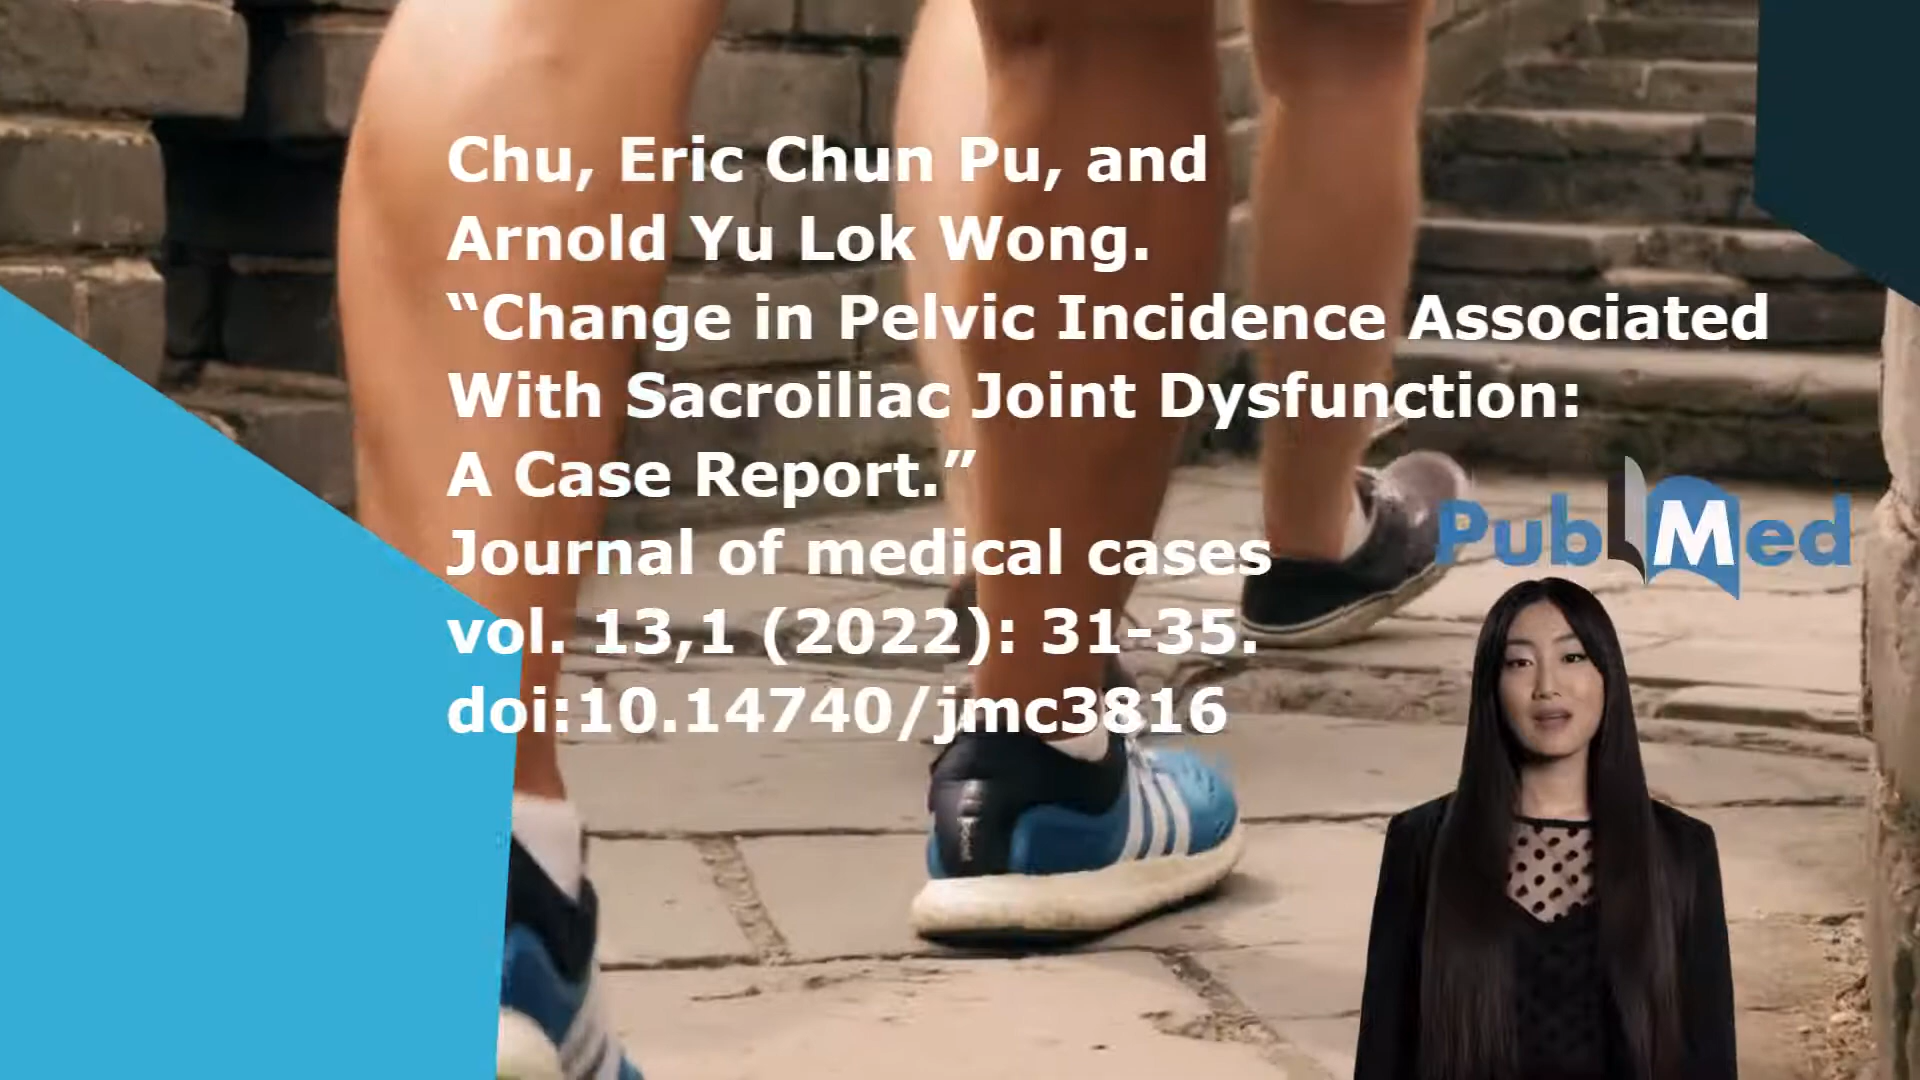 Chu, Eric Chun Pu, and
Arnold Yu Lok Wong.
“Change in Pelvic Incidence Associated
With Sacroiliac Joint Dysfunction:
A Case Report.”
Journal of medical cases
vol. 13,1 (2022): 31-35.
doi:10.14740/jmc3816
PubMed